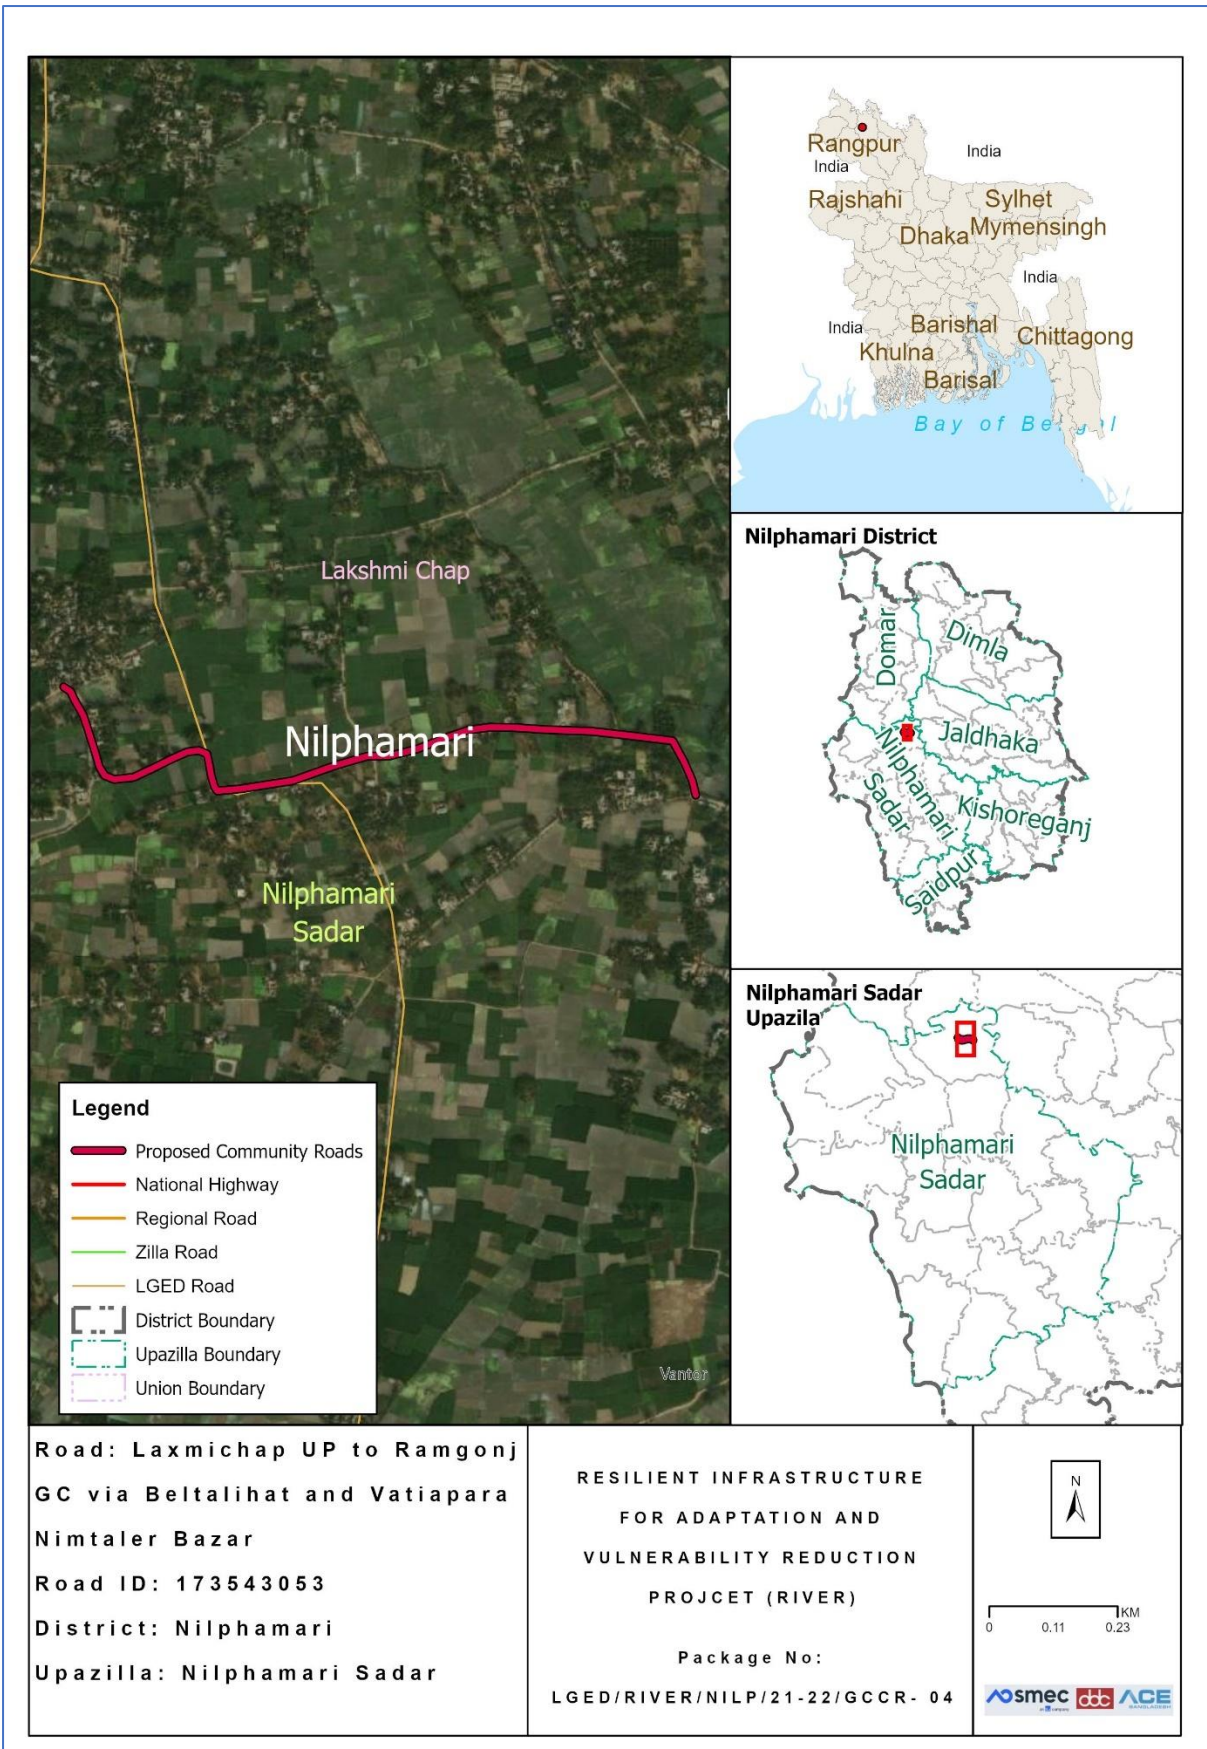 Lakshmi Chap
Nilphamari
Nilphamari
Sadar
Vantor
Legend
Proposed Community Roads
National Highway
Regional Road
Zilla Road
LGED Road
District Boundary
Upazilla Boundary
Union Boundary
Rangpur
India
India
Rajshahi
Sylhet
Mymensingh
Dhaka
India
India
Barishal
Chittagong
Khulna
Barisal
Bay of Bengal
Nilphamari District
Domar
Dimla
Jaldhaka
Nilphamari
Sadar
Kishoreganj
Saidpur
Nilphamari Sadar
Upazila
Nilphamari
Sadar
Road: Laxmichap UP to Ramgonj
GC via Beltalihat and Vatiapara
Nimtaler Bazar
Road ID: 173543053
District: Nilphamari
Upazilla: Nilphamari Sadar
RESILIENT INFRASTRUCTURE
FOR ADAPTATION AND
VULNERABILITY REDUCTION
PROJCET (RIVER)
Package No:
LGED/RIVER/NILP/21-22/GCCR- 04
N
KM
0 0.11 0.23
smec
ddc
ACE
BANGLADESH